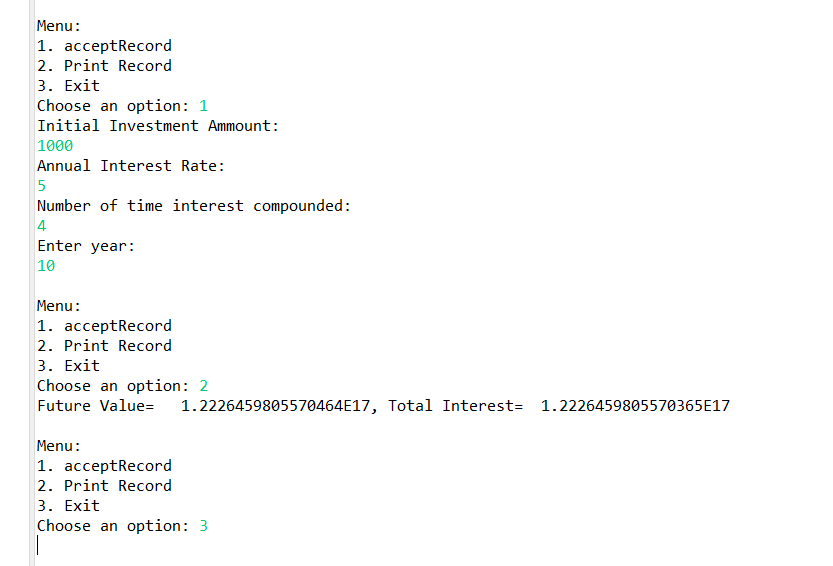 Menu:
1. acceptRecord
2. Print Record
3. Exit
Choose an option: 1
Initial Investment Ammount:
1000
Annual Interest Rate:
5
Number of time interest compounded:
4
Enter year:
10
Menu:
1. acceptRecord
2. Print Record
3. Exit
Choose an option: 2
Future Value=   1.2226459805570464E17, Total Interest=  1.2226459805570365E17
Menu:
1. acceptRecord
2. Print Record
3. Exit
Choose an option: 3